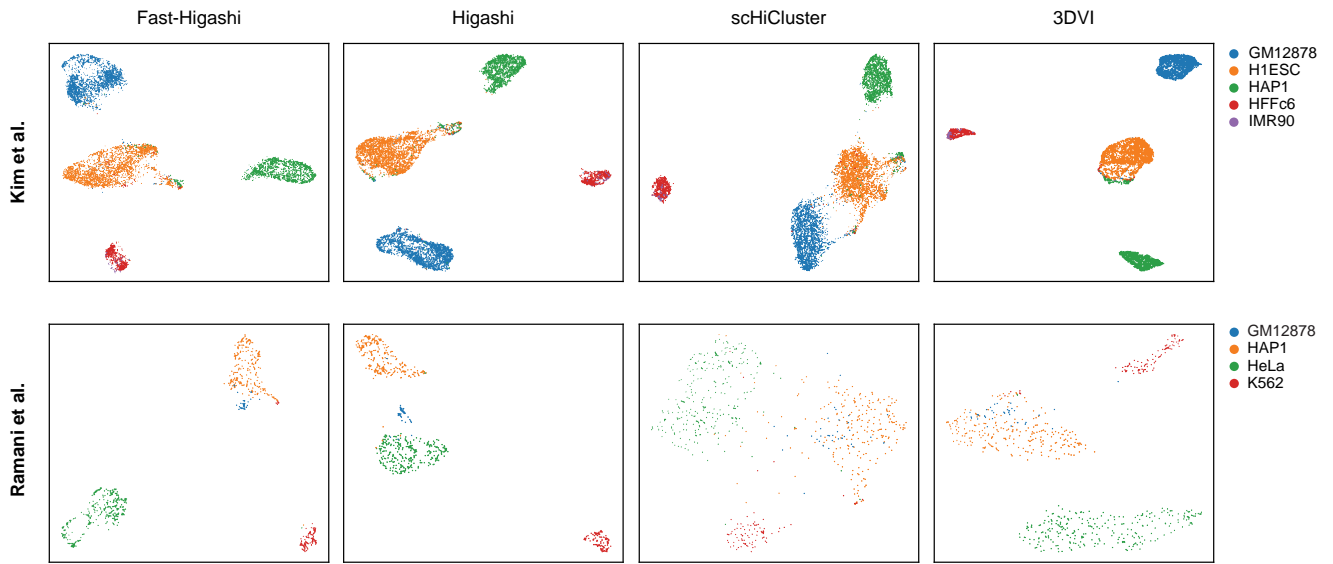 Fast-Higashi
Higashi
scHiCluster
3DVI
Kim et al.
GM12878
H1ESC
HAP1
HFFc6
IMR90
Ramani et al.
GM12878
HAP1
HeLa
K562